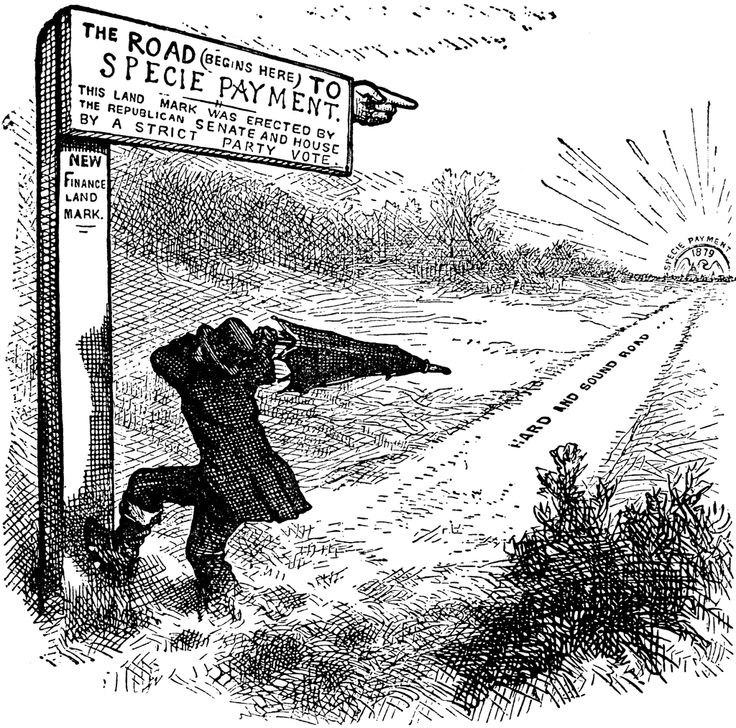 THE ROAD (BEGINS HERE) TO
SPECIE PAYMENT.
THIS LAND MARK WAS ERECTED BY
THE REPUBLICAN SENATE AND HOUSE
BY A STRICT PARTY VOTE.
NEW
FINANCE
LAND
MARK.
SPECIE PAYMENT
1879
HARD AND SOUND ROAD